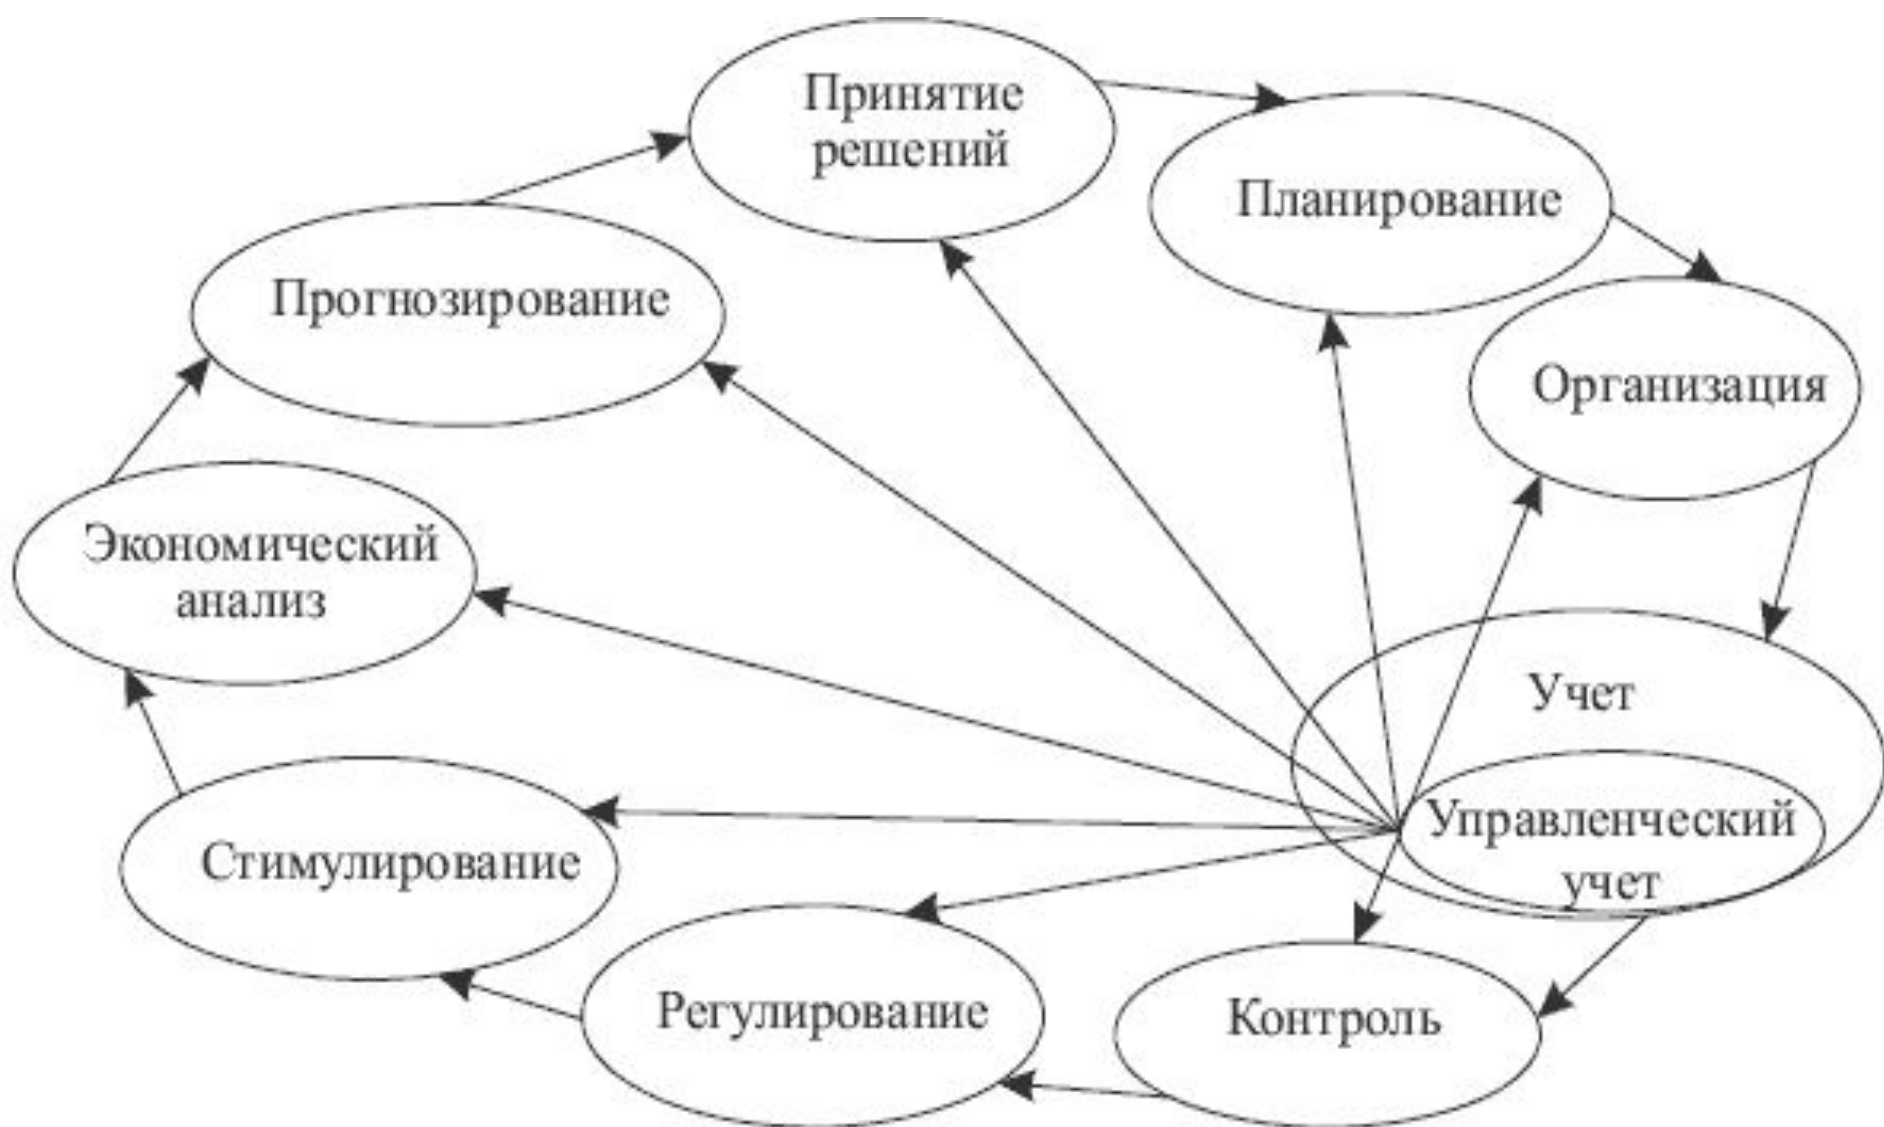 Принятие
решений
Планирование
Прогнозирование
Организация
Экономический
анализ
Учет
Управленческий
учет
Стимулирование
Регулирование
Контроль